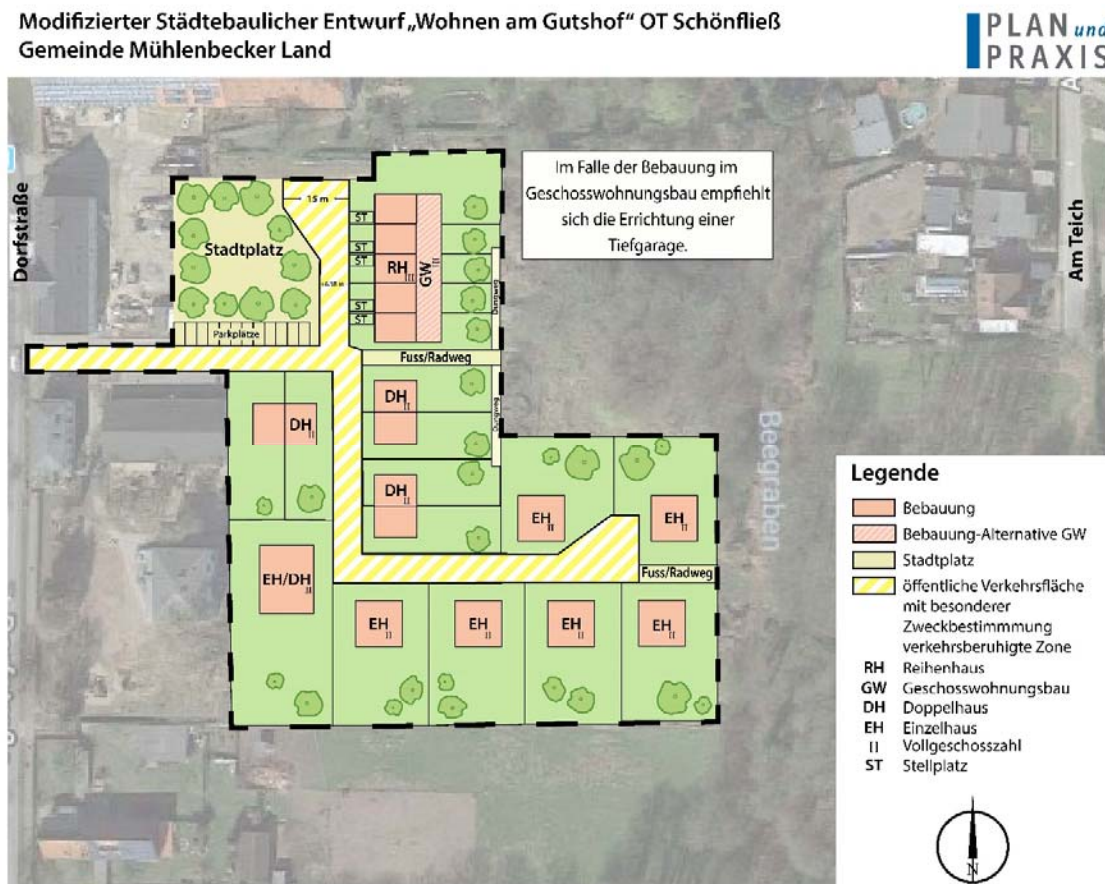 Modifizierter Städtebaulicher Entwurf „Wohnen am Gutshof“ OT Schönfließ
Gemeinde Mühlenbecker Land
PLAN und
PRAXIS
Dorfstraße
Im Falle der Bebauung im
Geschosswohnungsbau empfiehlt
sich die Errichtung einer
Tiefgarage.
Am Teich
15 m
Stadtplatz
ST
ST
ST
ST
ST
RH
III
GW
II
Dungweg
Parkplätze
Fuss/Radweg
DH
II
DH
II
Dungweg
DH
II
EH
II
EH
II
Beegraben
EH/DH
II
Fuss/Radweg
EH
II
EH
II
EH
II
EH
II
Legende
Bebauung
Bebauung-Alternative GW
Stadtplatz
öffentliche Verkehrsfläche
mit besonderer
Zweckbestimmmung
verkehrsberuhigte Zone
RH Reihenhaus
GW Geschosswohnungsbau
DH Doppelhaus
EH Einzelhaus
II Vollgeschosszahl
ST Stellplatz
N